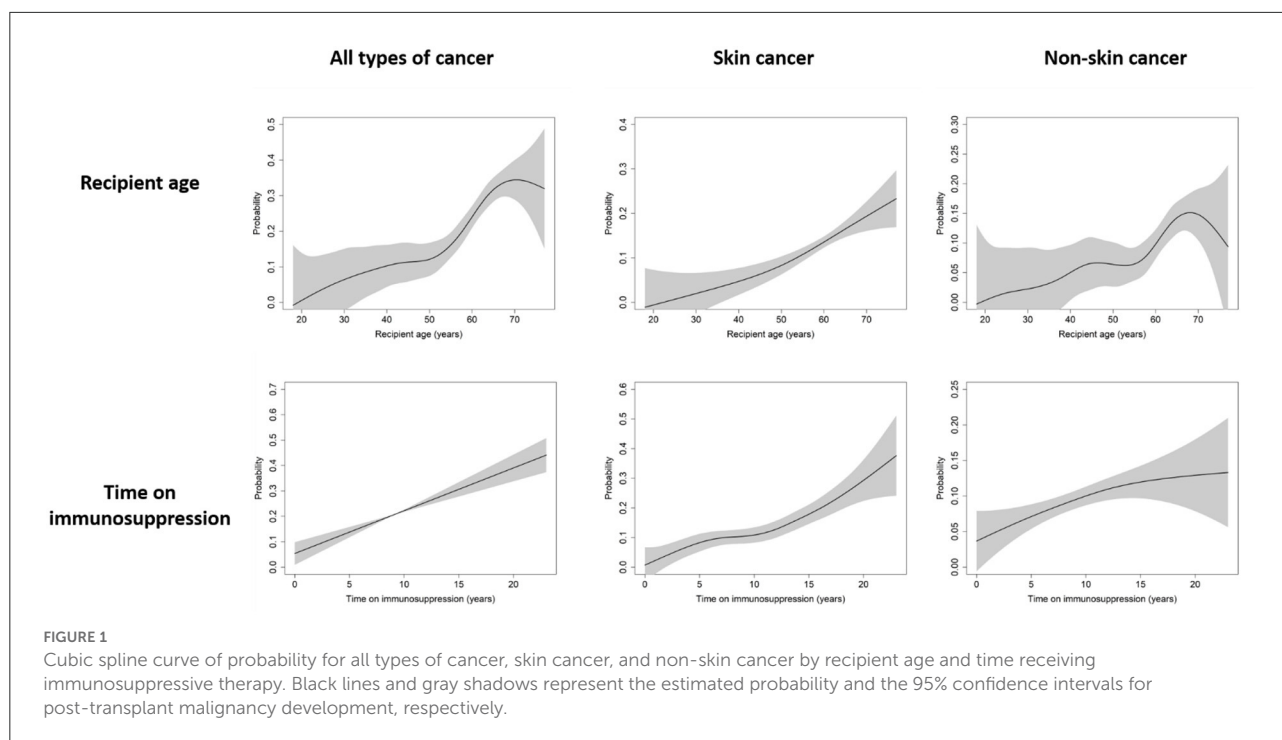 All types of cancer
Skin cancer
Non-skin cancer
Recipient age
Probability
0.0 0.1 0.2 0.3 0.4 0.5
20 30 40 50 60 70
Recipient age (years)
Probability
0.0 0.1 0.2 0.3 0.4
20 30 40 50 60 70
Recipient age (years)
Probability
0.00 0.05 0.10 0.15 0.20 0.25 0.30
20 30 40 50 60 70
Recipient age (years)
Time on
immunosuppression
Probability
0.0 0.1 0.2 0.3 0.4 0.5 0.6 0.7
0 5 10 15 20
Time on immunosuppression (years)
Probability
0.0 0.1 0.2 0.3 0.4 0.5 0.6
0 5 10 15 20
Time on immunosuppression (years)
Probability
0.00 0.05 0.10 0.15 0.20 0.25
0 5 10 15 20
Time on immunosuppression (years)
FIGURE 1
Cubic spline curve of probability for all types of cancer, skin cancer, and non-skin cancer by recipient age and time receiving
immunosuppressive therapy. Black lines and gray shadows represent the estimated probability and the 95% confidence intervals for
post-transplant malignancy development, respectively.